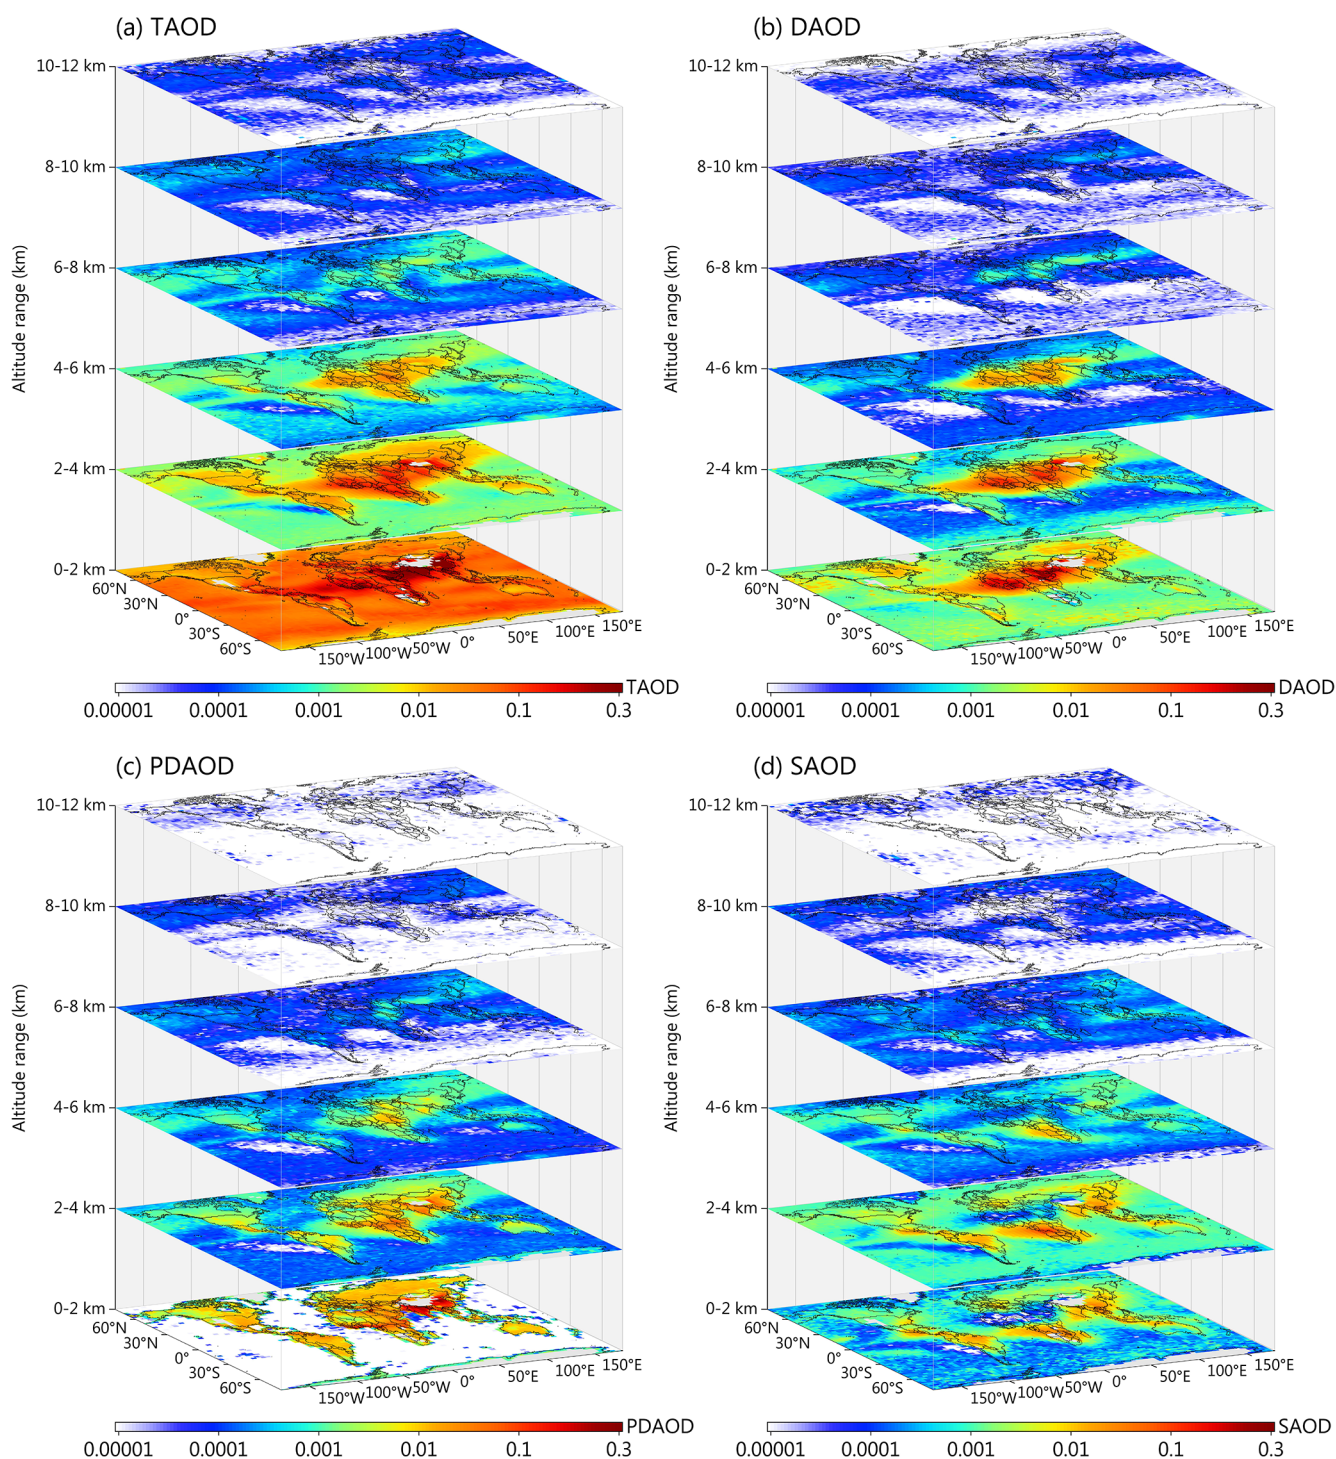 (a) TAOD
10-12 km
8-10 km
6-8 km
4-6 km
2-4 km
0-2 km
Altitude range (km)
60°N
30°N
0°
30°S
60°S
150°W
100°W
50°W
0°
50°E
100°E
150°E
TAOD
0.00001 0.0001 0.001 0.01 0.1 0.3
(b) DAOD
10-12 km
8-10 km
6-8 km
4-6 km
2-4 km
0-2 km
Altitude range (km)
60°N
30°N
0°
30°S
60°S
150°W
100°W
50°W
0°
50°E
100°E
150°E
DAOD
0.00001 0.0001 0.001 0.01 0.1 0.3
(c) PDAOD
10-12 km
8-10 km
6-8 km
4-6 km
2-4 km
0-2 km
Altitude range (km)
60°N
30°N
0°
30°S
60°S
150°W
100°W
50°W
0°
50°E
100°E
150°E
PDAOD
0.00001 0.0001 0.001 0.01 0.1 0.3
(d) SAOD
10-12 km
8-10 km
6-8 km
4-6 km
2-4 km
0-2 km
Altitude range (km)
60°N
30°N
0°
30°S
60°S
150°W
100°W
50°W
0°
50°E
100°E
150°E
SAOD
0.00001 0.0001 0.001 0.01 0.1 0.3